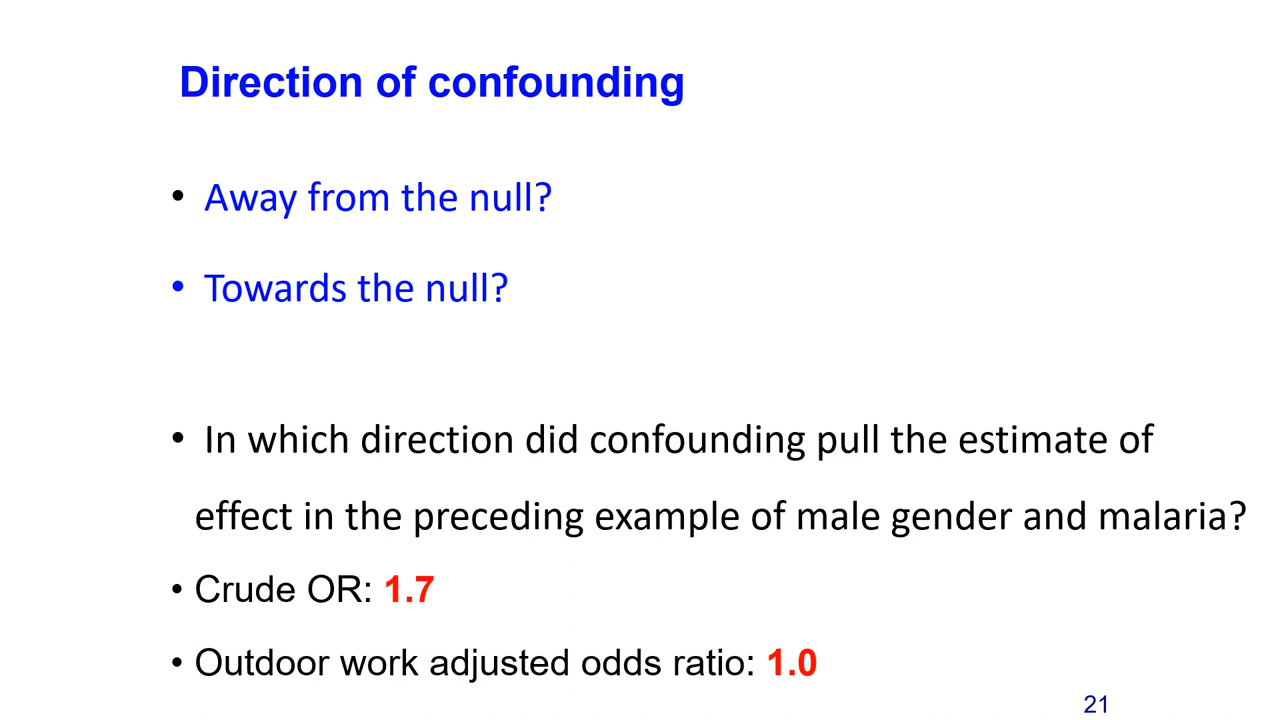 Direction of confounding
• Away from the null?
• Towards the null?
• In which direction did confounding pull the estimate of
effect in the preceding example of male gender and malaria?
• Crude OR: 1.7
• Outdoor work adjusted odds ratio: 1.0
21